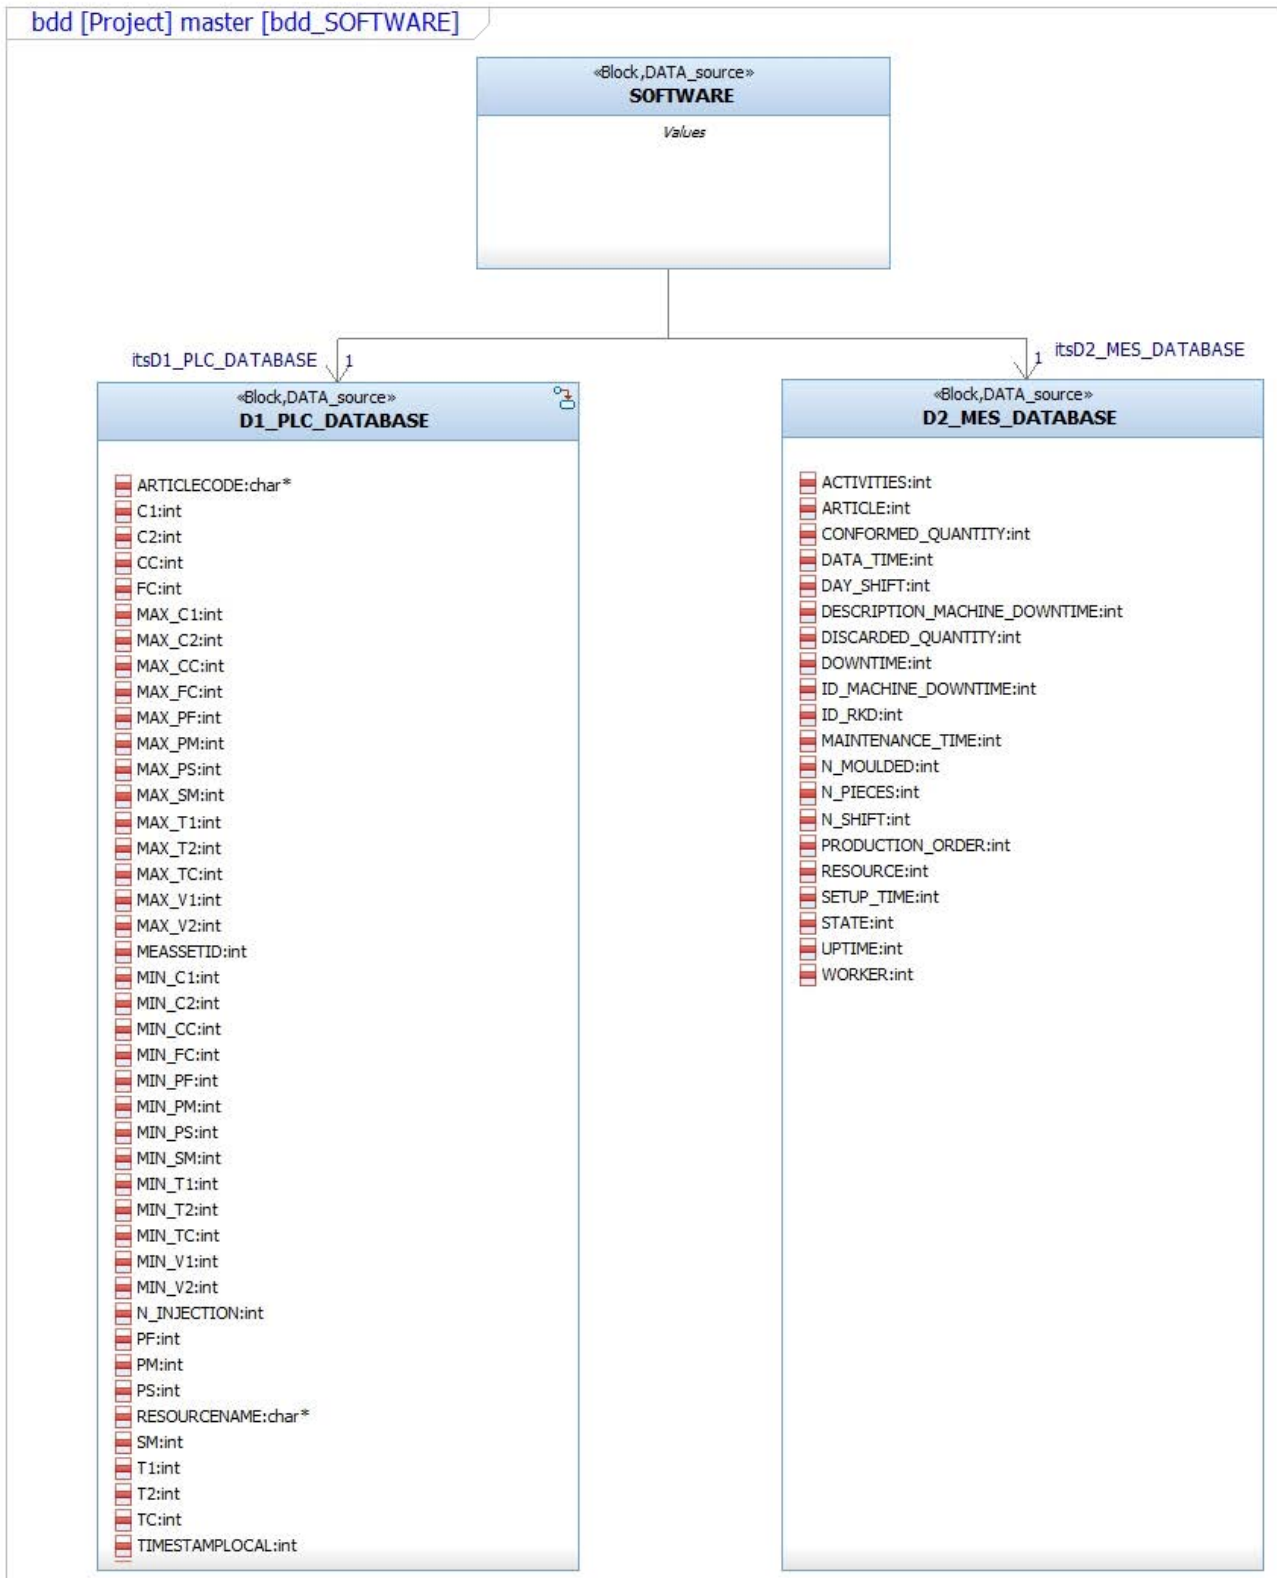 bdd [Project] master [bdd_SOFTWARE]
«Block,DATA_source»
SOFTWARE
Values
itsD1_PLC_DATABASE
1
1
itsD2_MES_DATABASE
«Block,DATA_source»
D1_PLC_DATABASE
ARTICLECODE:char*
C1:int
C2:int
CC:int
FC:int
MAX_C1:int
MAX_C2:int
MAX_CC:int
MAX_FC:int
MAX_PF:int
MAX_PM:int
MAX_PS:int
MAX_SM:int
MAX_T1:int
MAX_T2:int
MAX_TC:int
MAX_V1:int
MAX_V2:int
MEASSETID:int
MIN_C1:int
MIN_C2:int
MIN_CC:int
MIN_FC:int
MIN_PF:int
MIN_PM:int
MIN_PS:int
MIN_SM:int
MIN_T1:int
MIN_T2:int
MIN_TC:int
MIN_V1:int
MIN_V2:int
N_INJECTION:int
PF:int
PM:int
PS:int
RESOURCENAME:char*
SM:int
T1:int
T2:int
TC:int
TIMESTAMPLOCAL:int
«Block,DATA_source»
D2_MES_DATABASE
ACTIVITIES:int
ARTICLE:int
CONFORMED_QUANTITY:int
DATA_TIME:int
DAY_SHIFT:int
DESCRIPTION_MACHINE_DOWNTIME:int
DISCARDED_QUANTITY:int
DOWNTIME:int
ID_MACHINE_DOWNTIME:int
ID_RKD:int
MAINTENANCE_TIME:int
N_MOULDED:int
N_PIECES:int
N_SHIFT:int
PRODUCTION_ORDER:int
RESOURCE:int
SETUP_TIME:int
STATE:int
UPTIME:int
WORKER:int